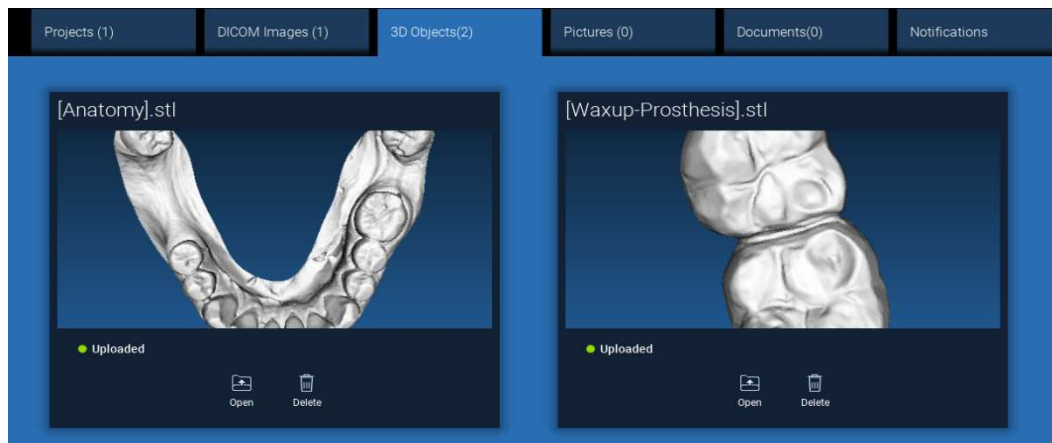 Projects (1)
DICOM Images (1)
3D Objects(2)
Pictures (0)
Documents(0)
Notifications
[Anatomy].stl
Uploaded
Open
Delete
[Waxup-Prosthesis].stl
Uploaded
Open
Delete